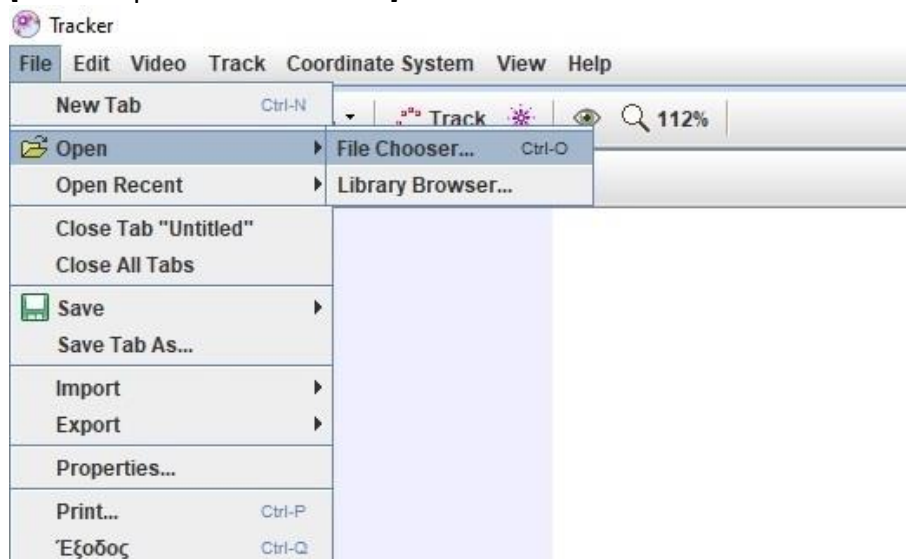 Tracker
File Edit Video Track Coordinate System View Help
New Tab Ctrl-N
Track 112%
Open File Chooser... Ctrl-O
Open Recent Library Browser...
Close Tab "Untitled"
Close All Tabs
Save
Save Tab As...
Import
Export
Properties...
Print... Ctrl-P
Έξοδος Ctrl-Q